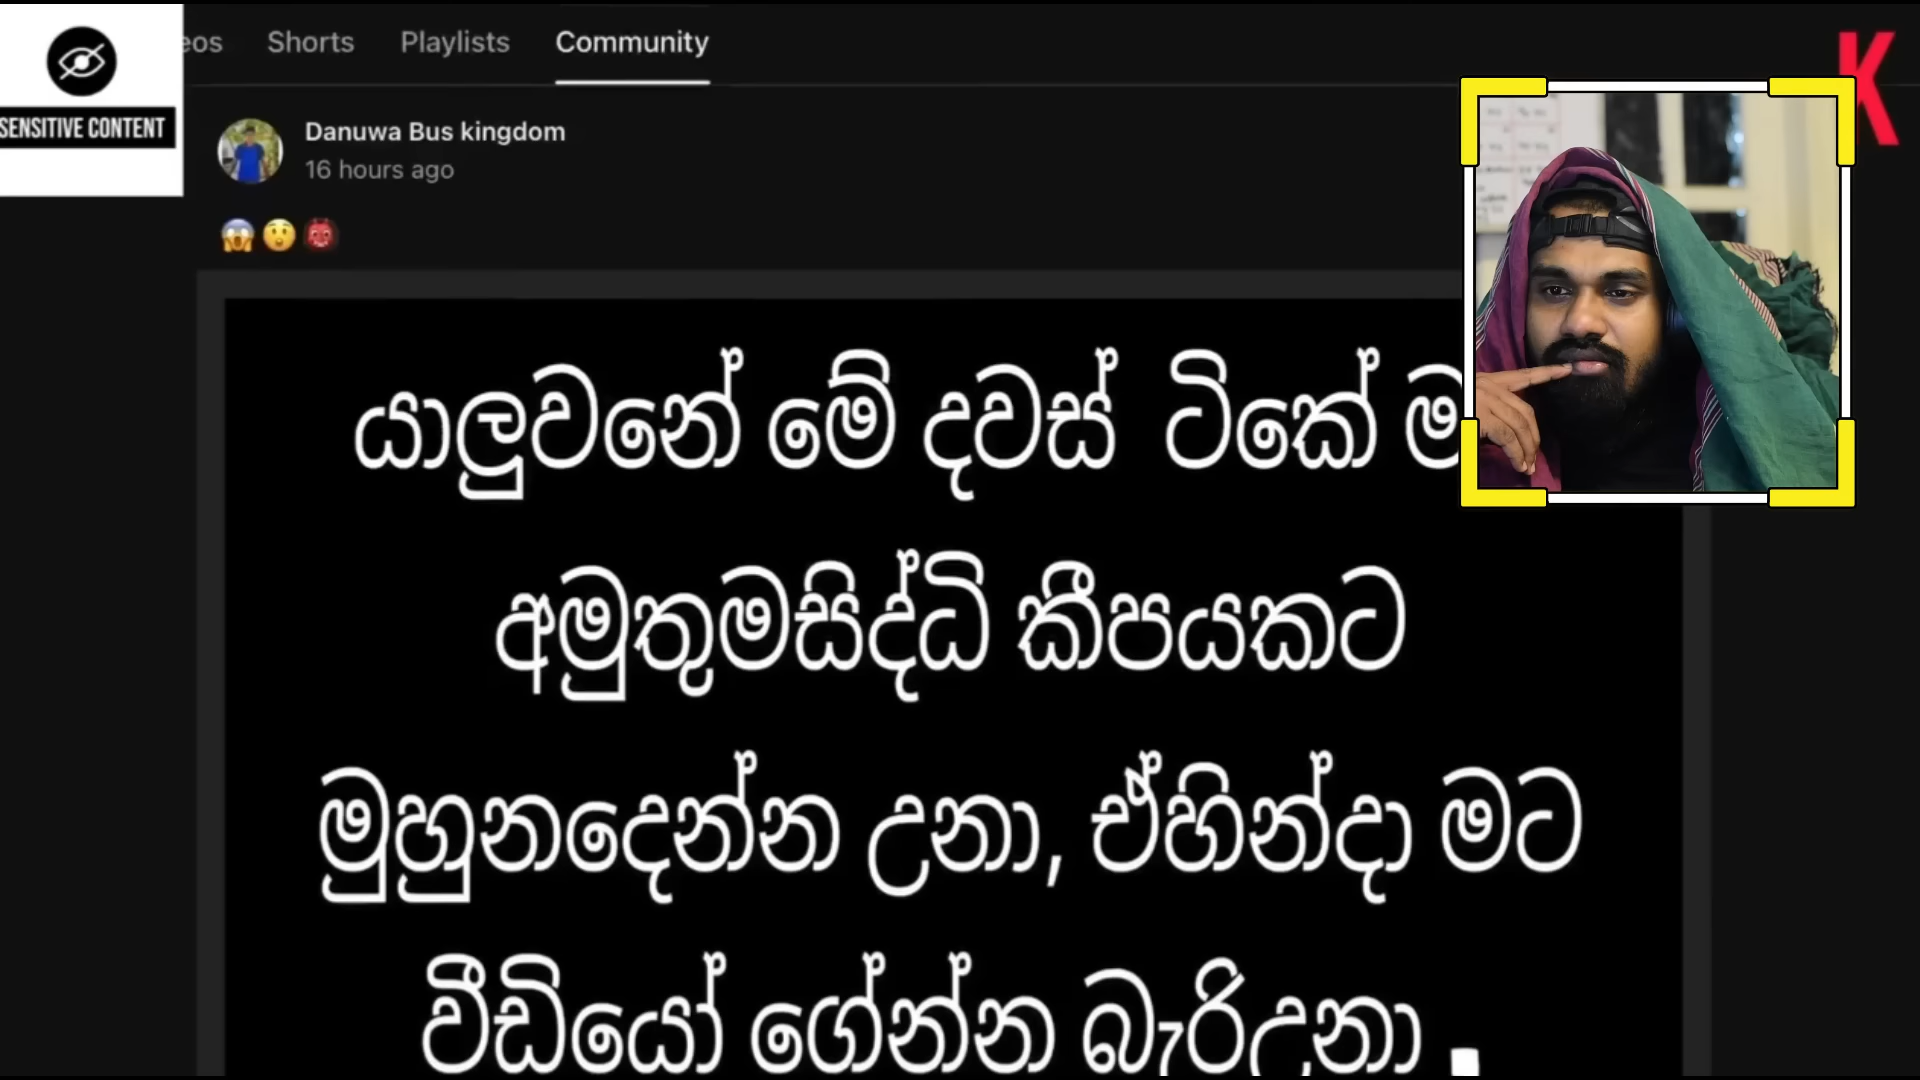 Shorts Playlists Community
SENSITIVE CONTENT
Danuwa Bus kingdom
16 hours ago
යාලුවනේ මේ දවස් ටිකේ
අමුතුමසිද්ධි කීපයකට
මුහුනදෙන්න උනා, ඒහින්දා මට
වීඩියෝ ගේන්න බැරිඋනා .
K